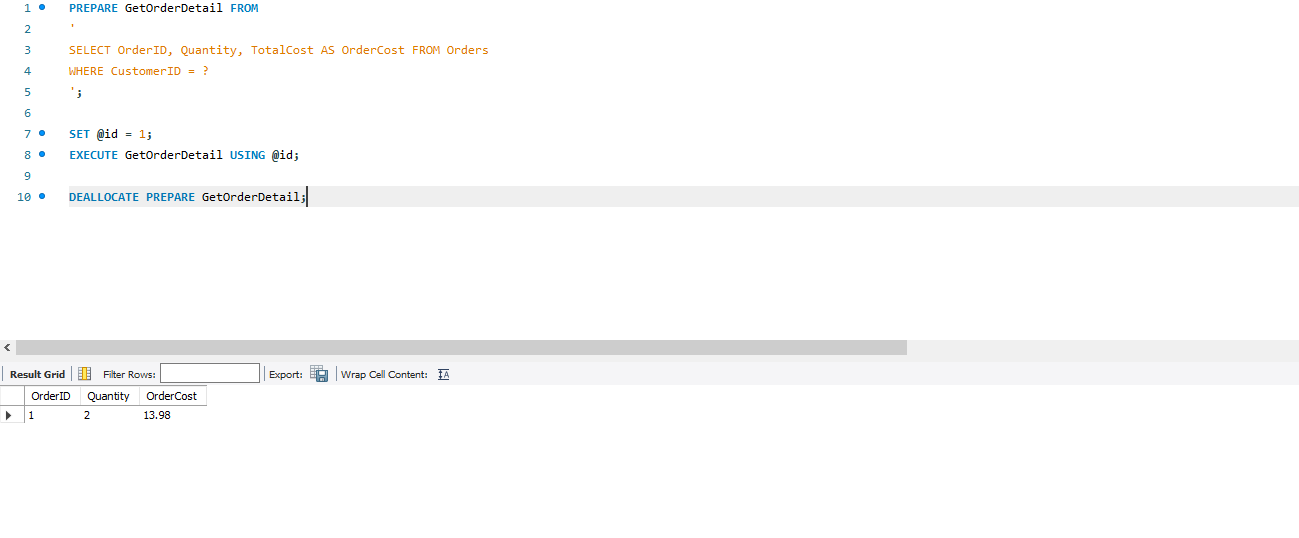 1 PREPARE GetOrderDetail FROM
2 '
3 SELECT OrderID, Quantity, TotalCost AS OrderCost FROM Orders
4 WHERE CustomerID = ?
5 ';
6
7 SET @id = 1;
8 EXECUTE GetOrderDetail USING @id;
9
10 DEALLOCATE PREPARE GetOrderDetail;
Result Grid Filter Rows: Export: Wrap Cell Content: IA
OrderID Quantity OrderCost
1 2 13.98